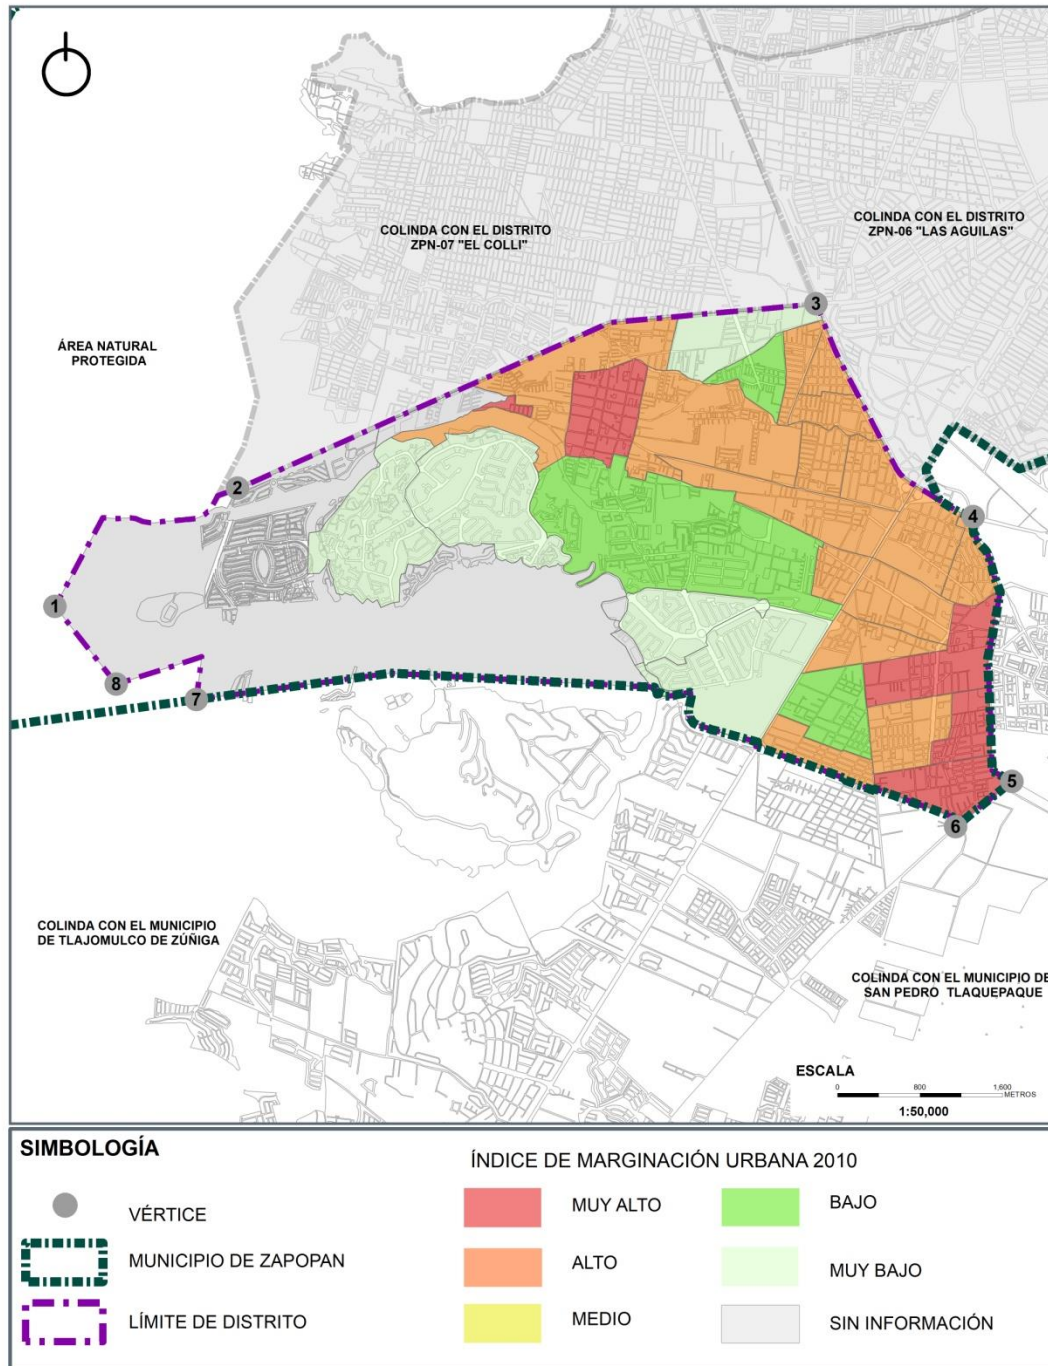 COLINDA CON EL DISTRITO
ZPN-07 "EL COLLI"
COLINDA CON EL DISTRITO
ZPN-06 "LAS AGUILAS"
ÁREA NATURAL
PROTEGIDA
3
2
4
1
8
7
5
6
COLINDA CON EL MUNICIPIO
DE TLAJOMULCO DE ZÚÑIGA
COLINDA CON EL MUNICIPIO DE
SAN PEDRO TLAQUEPAQUE
ESCALA
0 800 1,600
METROS
1:50,000
SIMBOLOGÍA
VÉRTICE
MUNICIPIO DE ZAPOPAN
LÍMITE DE DISTRITO
ÍNDICE DE MARGINACIÓN URBANA 2010
MUY ALTO
ALTO
MEDIO
BAJO
MUY BAJO
SIN INFORMACIÓN